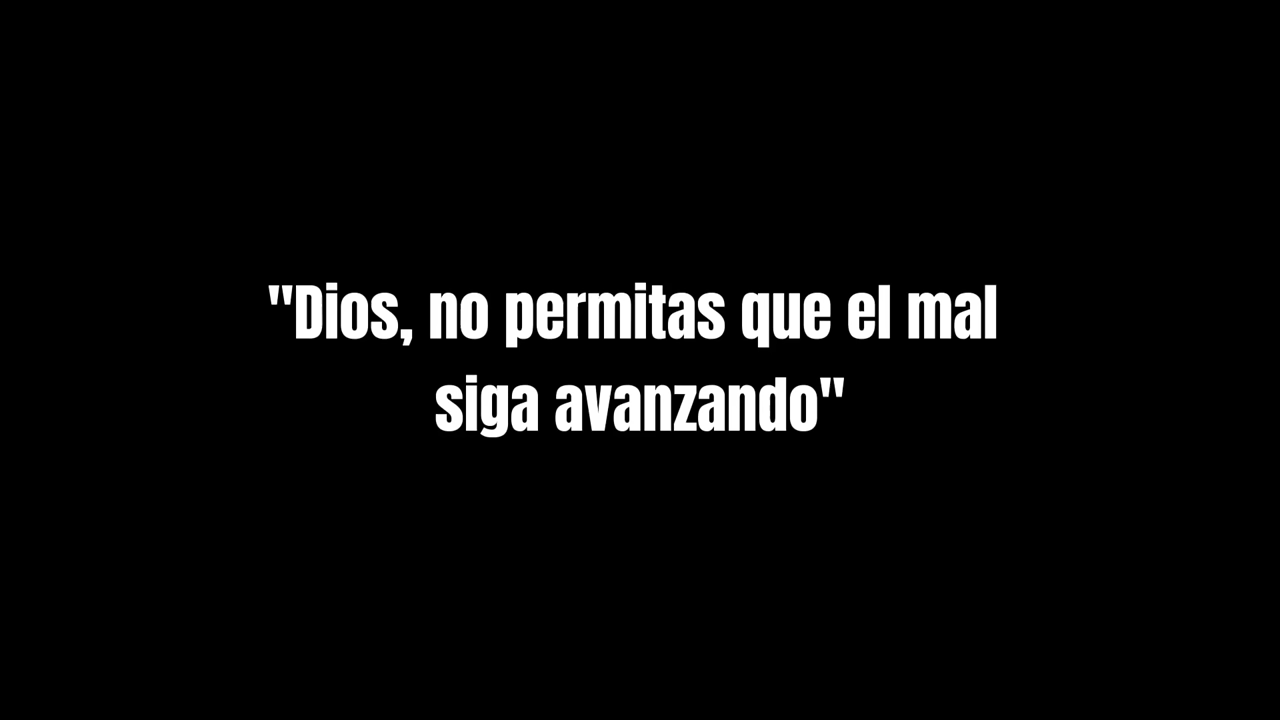 "Dios, no permitas que el mal
siga avanzando"